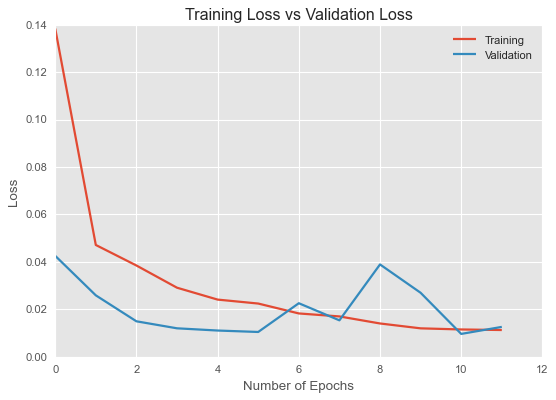 Training Loss vs Validation Loss
Training
Validation
0.14
0.12
0.10
0.08
0.06
0.04
0.02
0.00
Loss
0 2 4 6 8 10 12
Number of Epochs